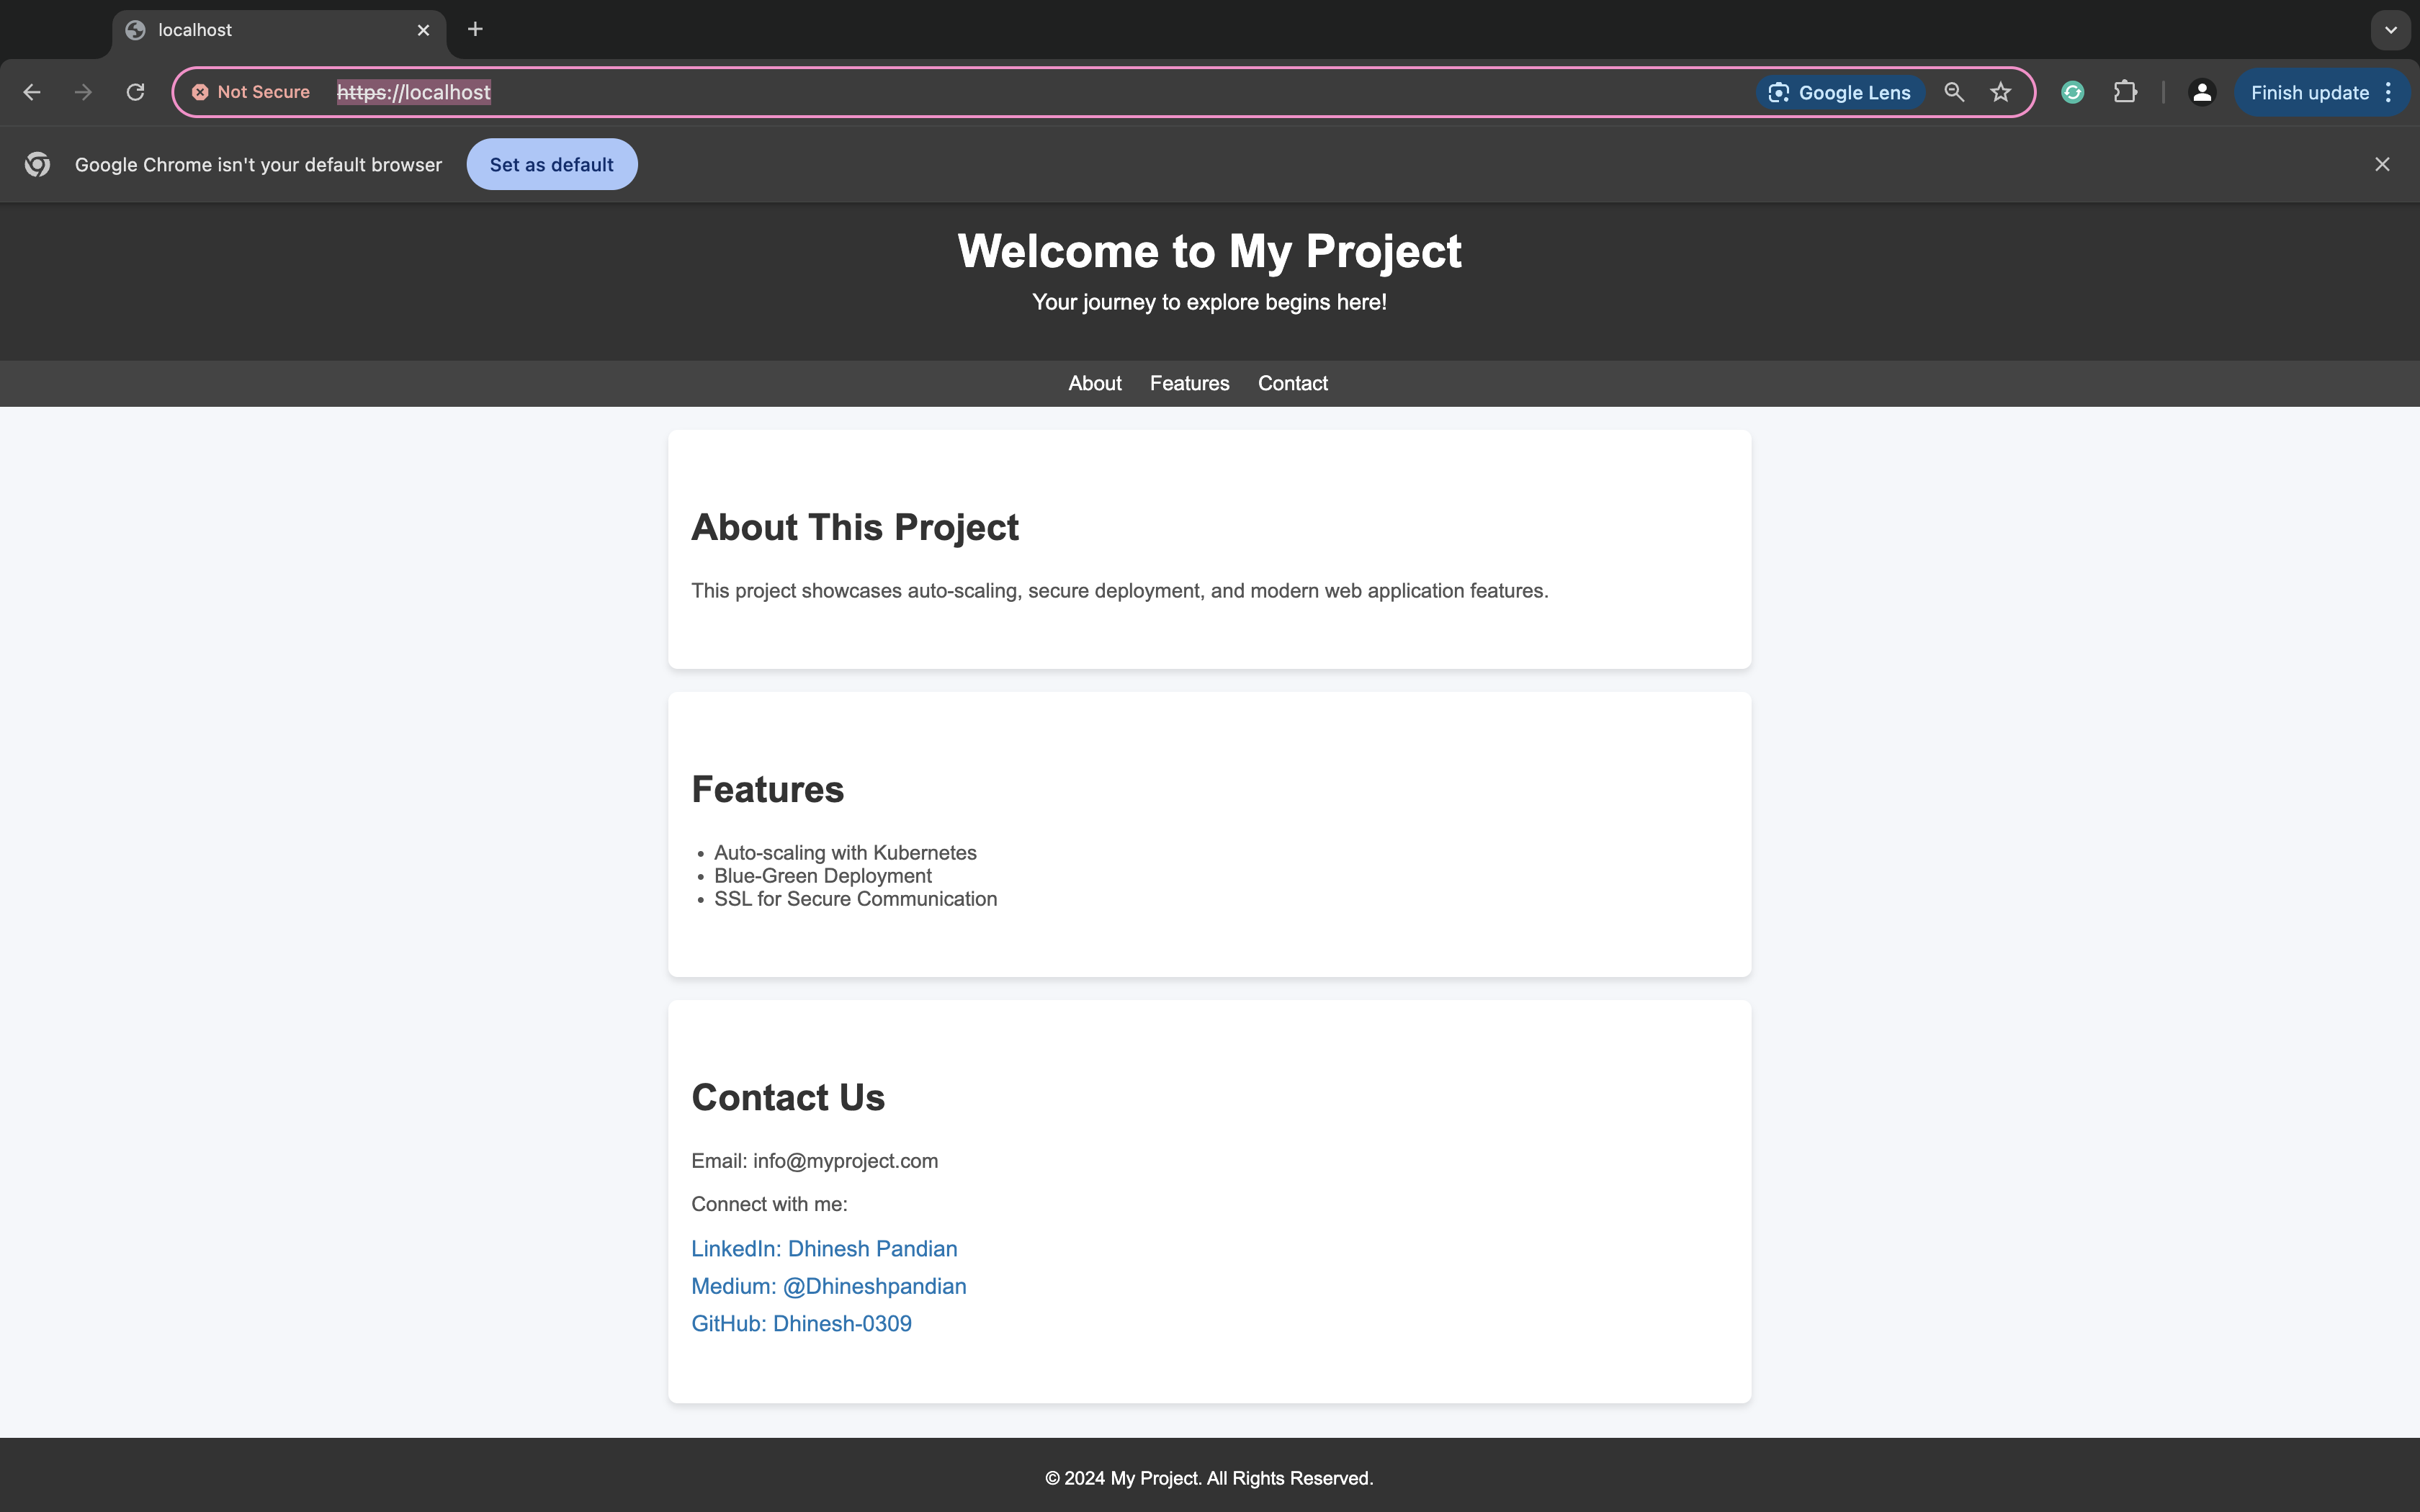 localhost
Not Secure https://localhost Google Lens Finish update
Google Chrome isn't your default browser Set as default
Welcome to My Project
Your journey to explore begins here!
About Features Contact
About This Project
This project showcases auto-scaling, secure deployment, and modern web application features.
Features
• Auto-scaling with Kubernetes
• Blue-Green Deployment
• SSL for Secure Communication
Contact Us
Email: info@myproject.com
Connect with me:
LinkedIn: Dhinesh Pandian
Medium: @Dhineshpandian
GitHub: Dhinesh-0309
© 2024 My Project. All Rights Reserved.